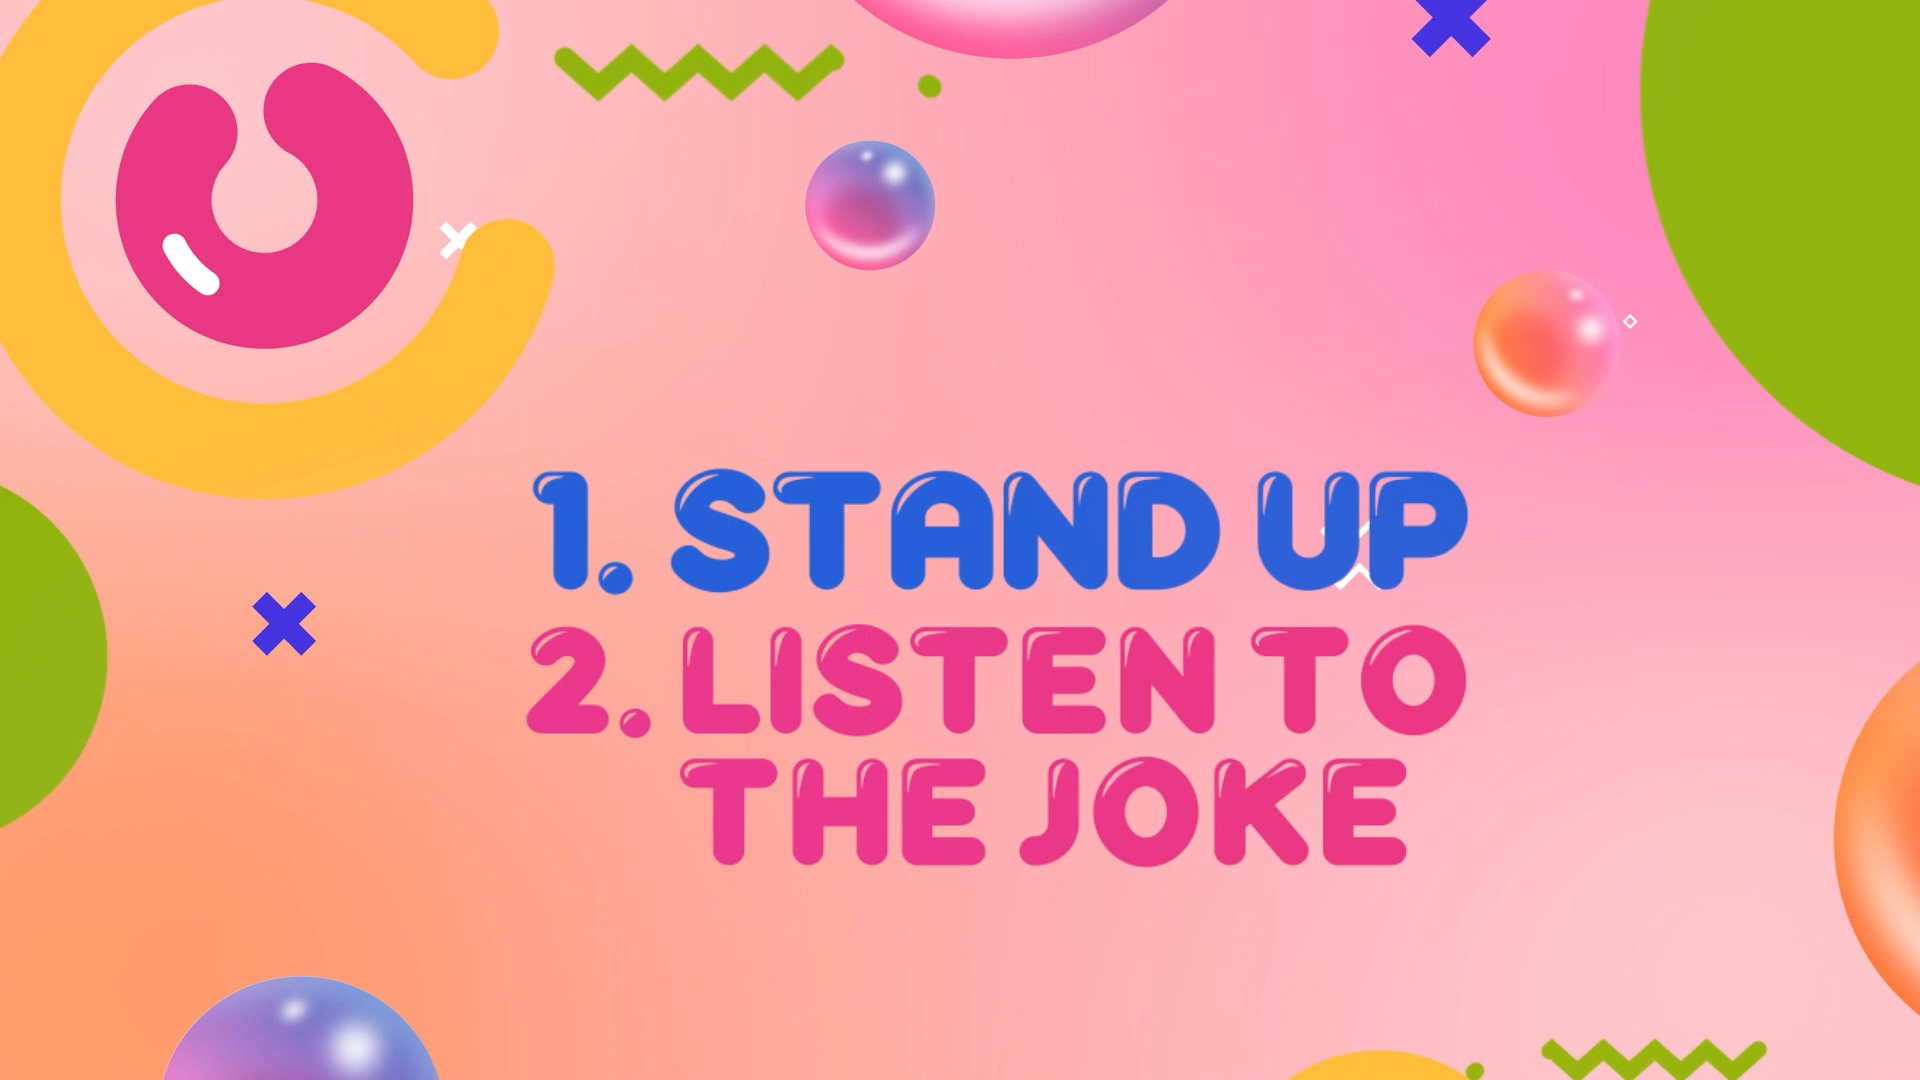 1. STAND UP
2. LISTEN TO
THE JOKE